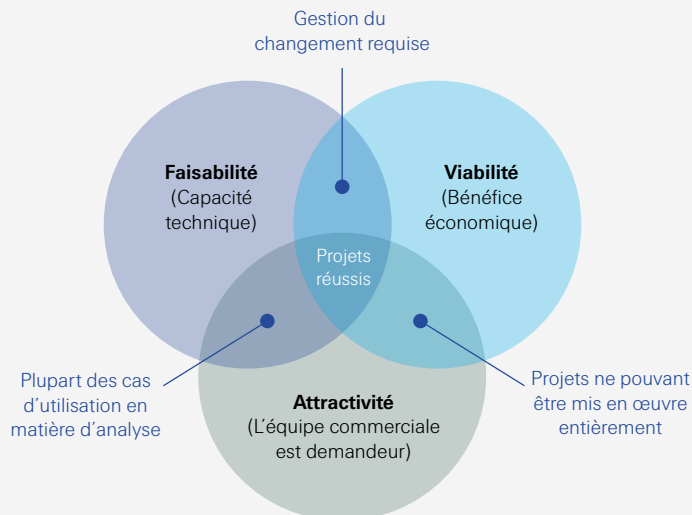 Gestion du
changement requise
Faisabilité
(Capacité
technique)
Viabilité
(Bénéfice
économique)
Projets
réussis
Plupart des cas
d’utilisation en
matière d’analyse
Attractivité
(L’équipe commerciale
est demandeur)
Projets ne pouvant
être mis en œuvre
entièrement